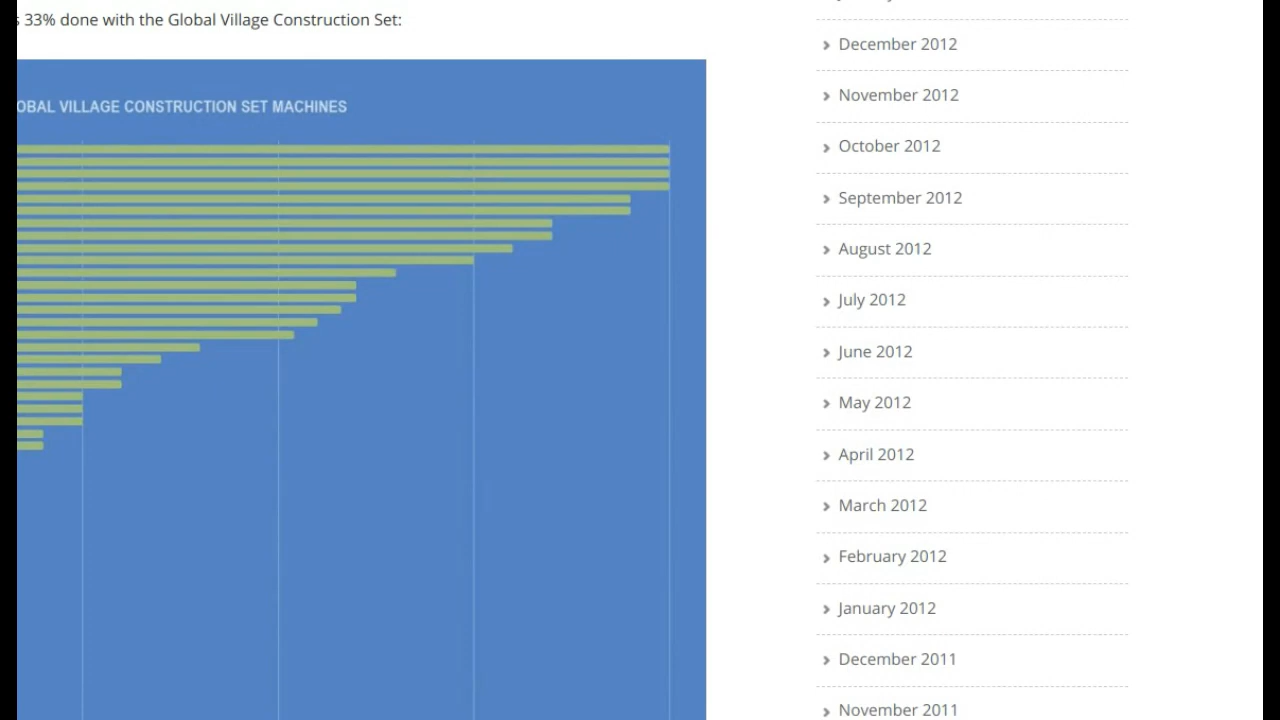 33% done with the Global Village Construction Set:
OBAL VILLAGE CONSTRUCTION SET MACHINES
December 2012
November 2012
October 2012
September 2012
August 2012
July 2012
June 2012
May 2012
April 2012
March 2012
February 2012
January 2012
December 2011
November 2011